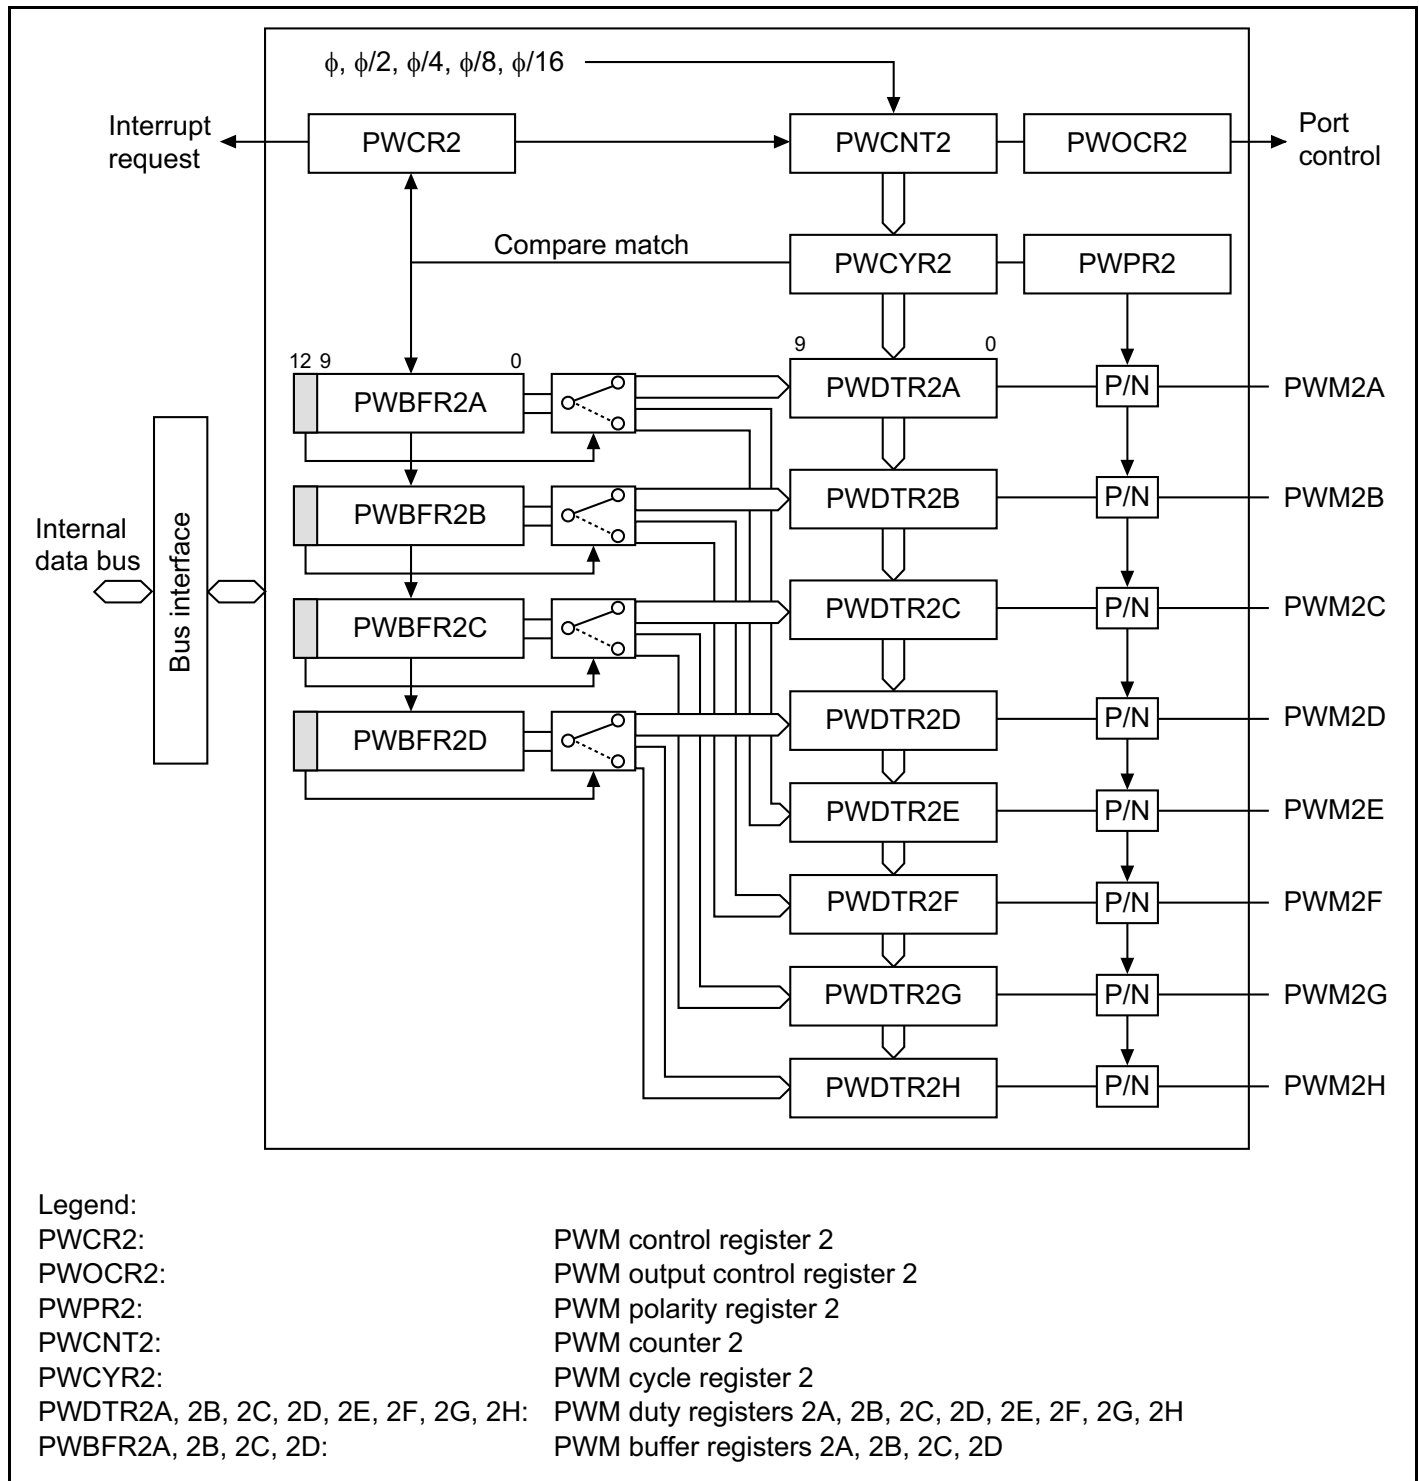 ϕ, ϕ/2, ϕ/4, ϕ/8, ϕ/16
Interrupt
request
PWCR2
PWCNT2
PWOCR2
Port
control
Compare match
PWCYR2
PWPR2
12 9 0
9 0
PWBFR2A
PWDTR2A
P/N
PWM2A
PWBFR2B
PWDTR2B
P/N
PWM2B
Internal
data bus
Bus interface
PWBFR2C
PWDTR2C
P/N
PWM2C
PWBFR2D
PWDTR2D
P/N
PWM2D
PWDTR2E
P/N
PWM2E
PWDTR2F
P/N
PWM2F
PWDTR2G
P/N
PWM2G
PWDTR2H
P/N
PWM2H
Legend:
PWCR2: PWM control register 2
PWOCR2: PWM output control register 2
PWPR2: PWM polarity register 2
PWCNT2: PWM counter 2
PWCYR2: PWM cycle register 2
PWDTR2A, 2B, 2C, 2D, 2E, 2F, 2G, 2H: PWM duty registers 2A, 2B, 2C, 2D, 2E, 2F, 2G, 2H
PWBFR2A, 2B, 2C, 2D: PWM buffer registers 2A, 2B, 2C, 2D